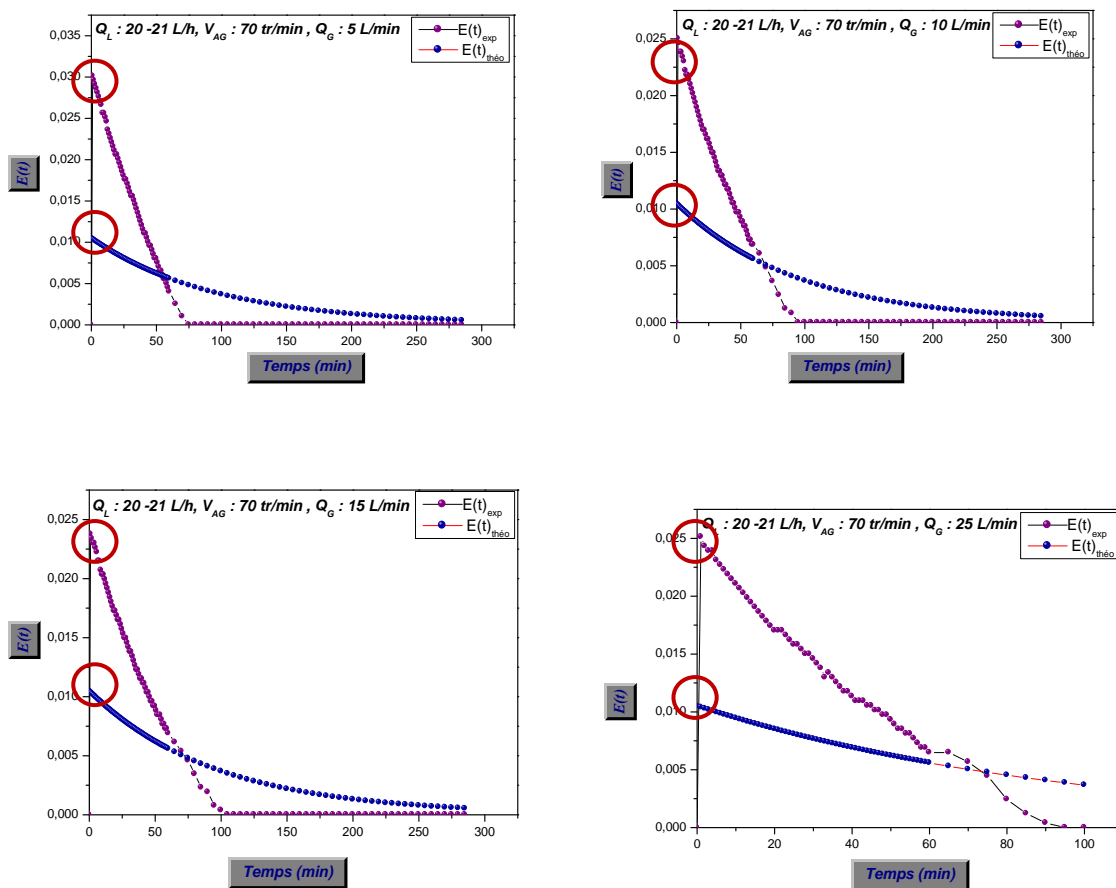 Q_L : 20 -21 L/h, V_AG : 70 tr/min , Q_G : 5 L/min
E(t)_exp
E(t)_théo
0,035
0,030
0,025
0,020
0,015
0,010
0,005
0,000
E(t)
0 50 100 150 200 250 300
Temps (min)
Q_L : 20 -21 L/h, V_AG : 70 tr/min , Q_G : 10 L/min
E(t)_exp
E(t)_théo
0,025
0,020
0,015
0,010
0,005
0,000
E(t)
0 50 100 150 200 250 300
Temps (min)
Q_L : 20 -21 L/h, V_AG : 70 tr/min , Q_G : 15 L/min
E(t)_exp
E(t)_théo
0,025
0,020
0,015
0,010
0,005
0,000
E(t)
0 50 100 150 200 250 300
Temps (min)
Q_L : 20 -21 L/h, V_AG : 70 tr/min , Q_G : 25 L/min
E(t)_exp
E(t)_théo
0,025
0,020
0,015
0,010
0,005
0,000
E(t)
0 20 40 60 80 100
Temps (min)